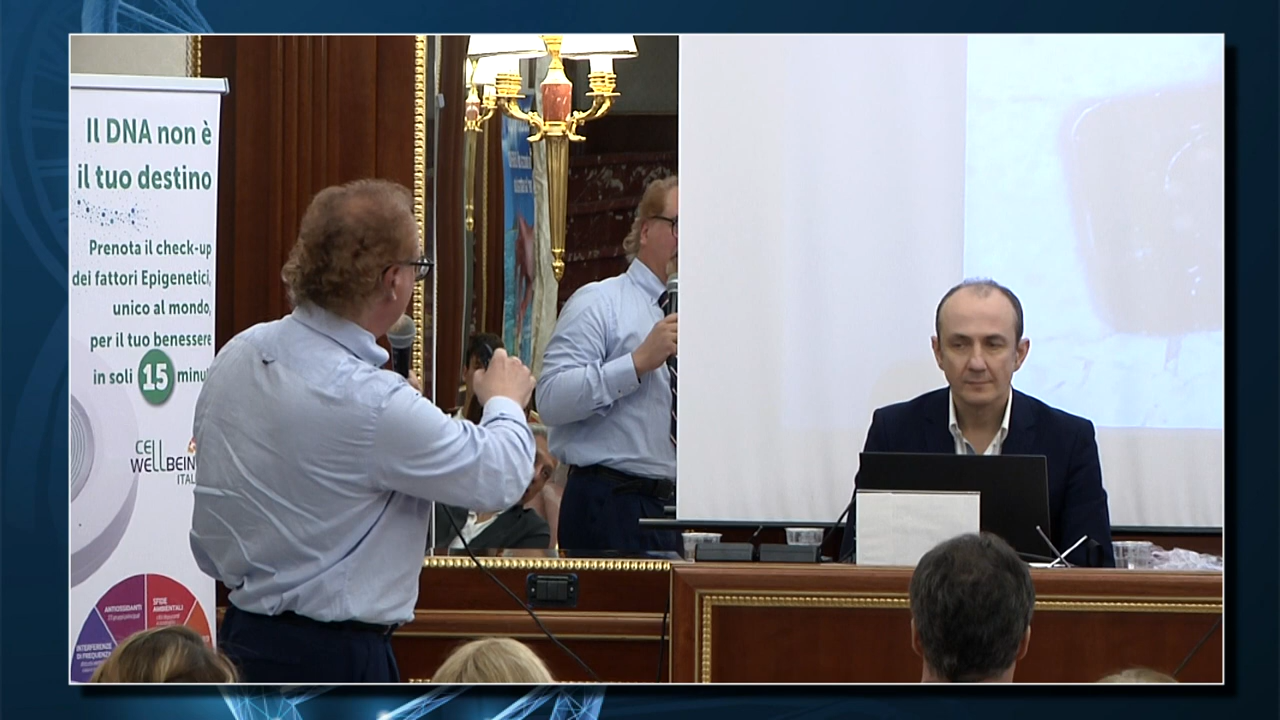 Il DNA non è
il tuo destino
Prenota il check-up
dei fattori Epigenetici,
unico al mondo,
per il tuo benessere
in soli 15 minut
CELL
WELLBEIN
ITAL
ANTIOSSIDANTI
SFIDE
AMBIENTALI
INTERFERENZE
DI FREQUENZA